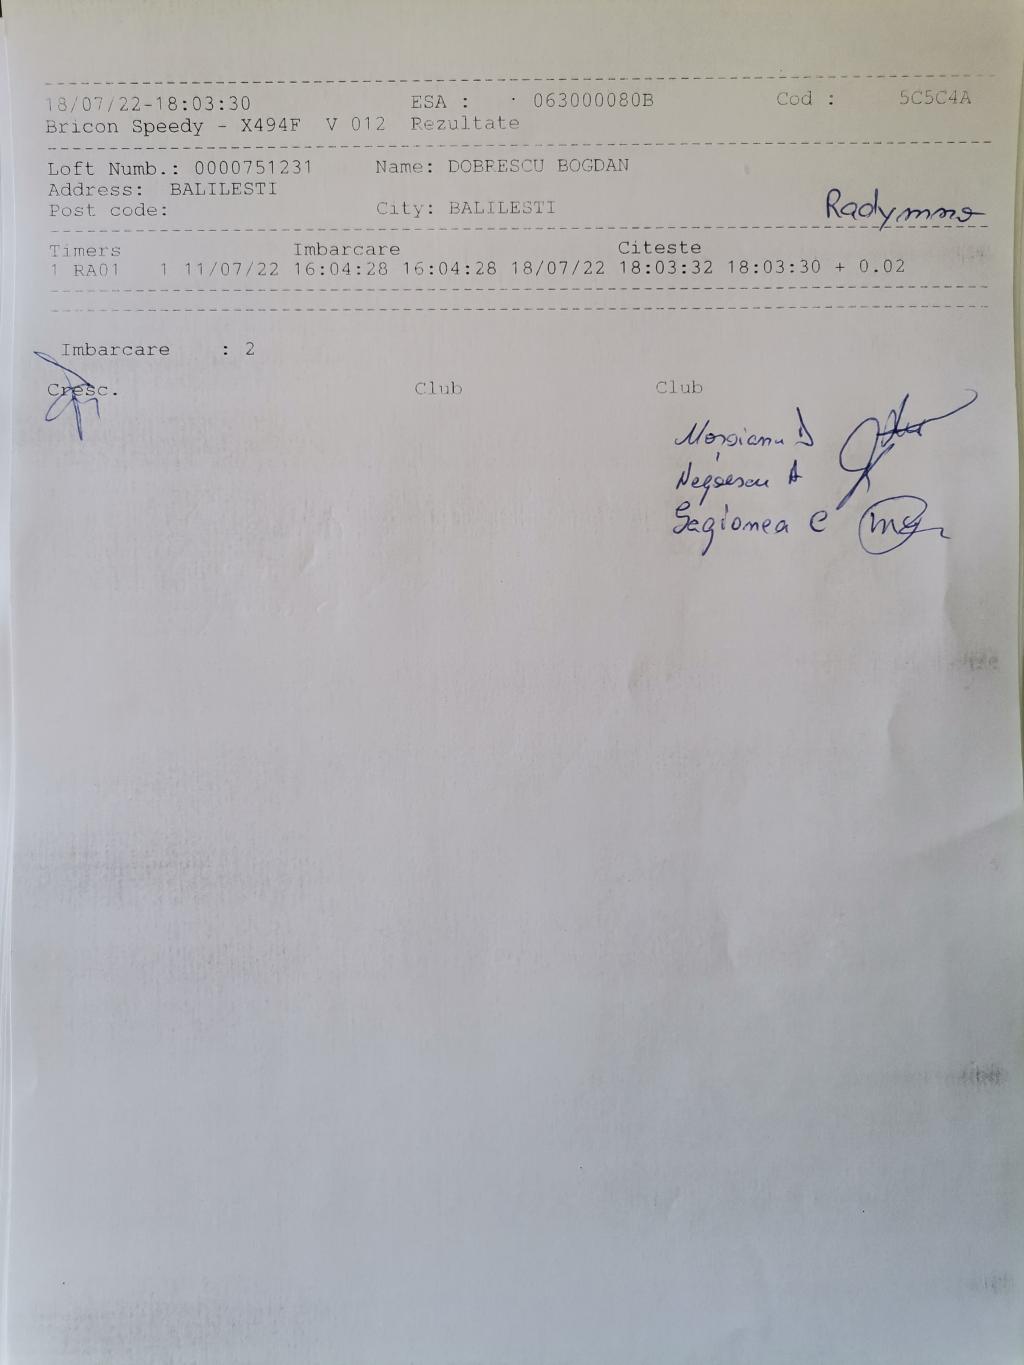 18/07/22-18:03:30 ESA : 063000080B Cod : 5C5C4A
Bricon Speedy - X494F V 012 Rezultate
Loft Numb.: 0000751231 Name: DOBRESCU BOGDAN
Address: BALILESTI
Post code: City: BALILESTI Radymno
Timers Imbarcare Citeste
1 RA01 1 11/07/22 16:04:28 16:04:28 18/07/22 18:03:32 18:03:30 + 0.02
Imbarcare : 2
Cresc. Club Club
D
Negoescu A
C